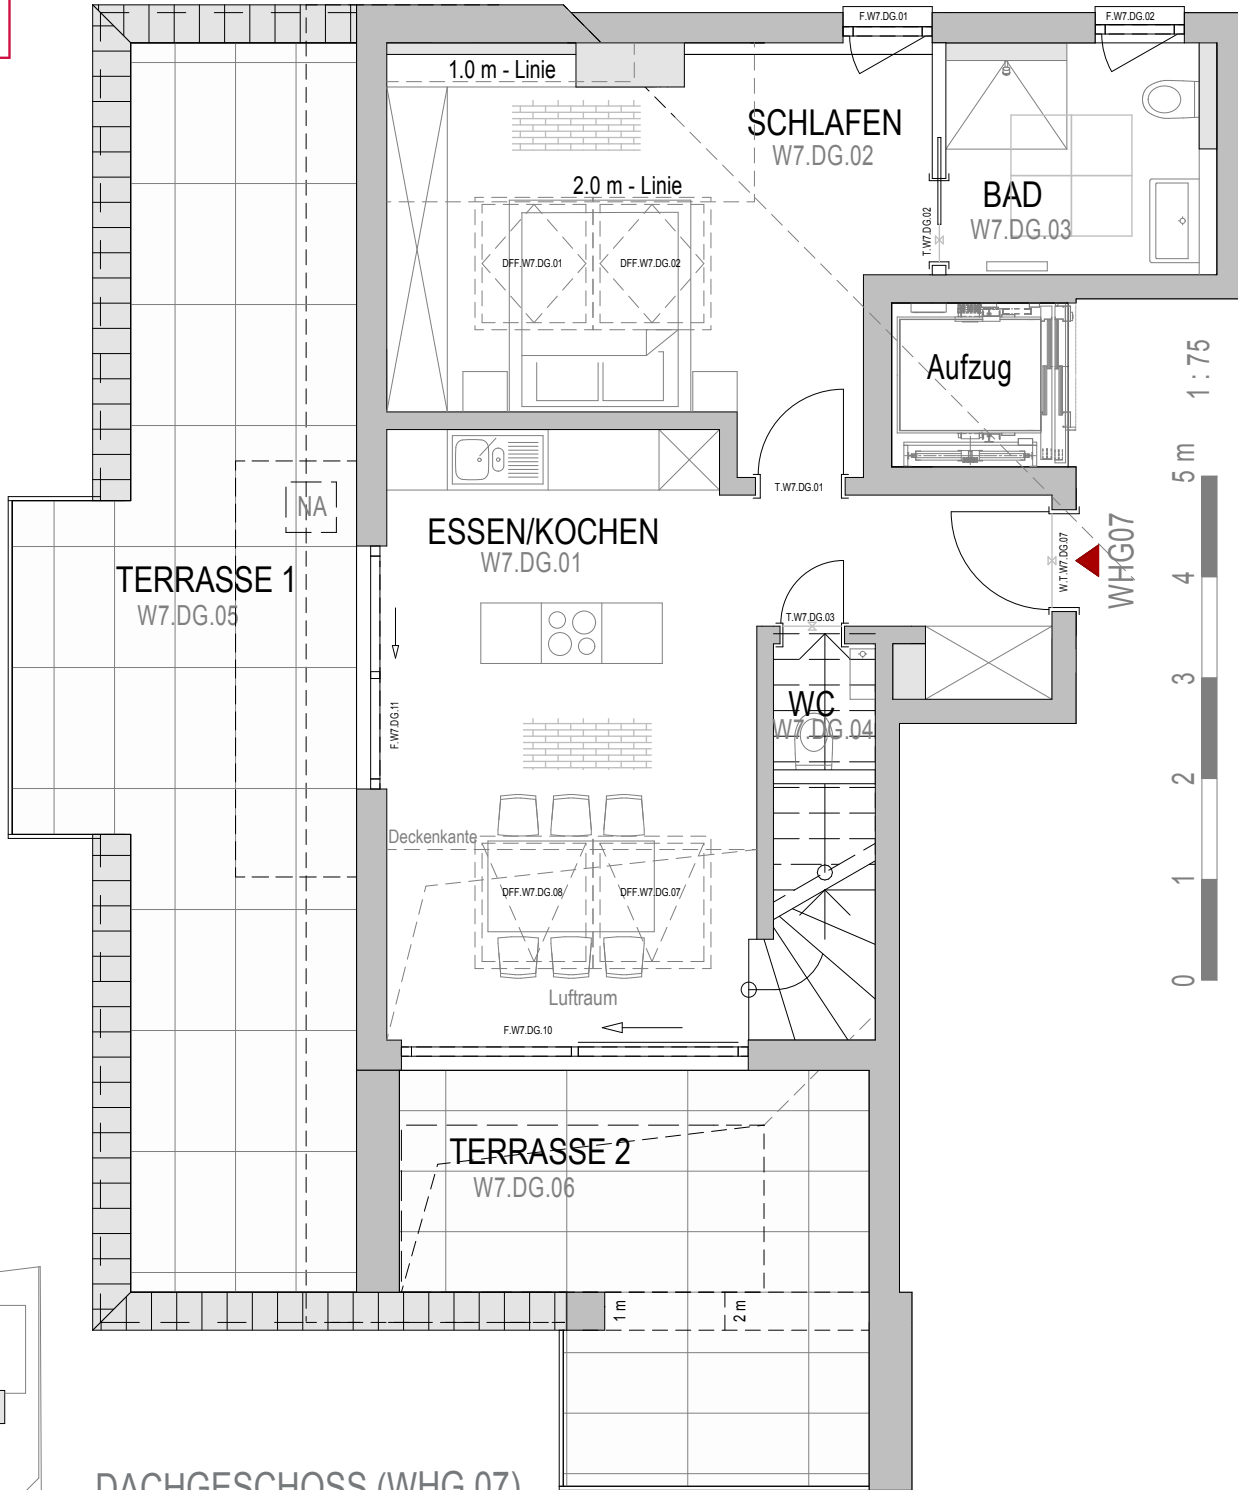 F.W7.DG.01
F.W7.DG.02
1.0 m - Linie
SCHLAFEN
W7.DG.02
2.0 m - Linie
BAD
W7.DG.03
T.W7.DG.02
DFF.W7.DG.01
DFF.W7.DG.02
Aufzug
1 : 75
5 m
4
3
2
1
0
T.W7.DG.01
NA
ESSEN/KOCHEN
W7.DG.01
W.T.W7.DG.07
WHG07
TERRASSE 1
W7.DG.05
T.W7.DG.03
WC
W7.DG.04
F.W7.DG.11
Deckenkante
DFF.W7.DG.08
DFF.W7.DG.07
Luftraum
F.W7.DG.10
TERRASSE 2
W7.DG.06
1 m
2 m
DACHGESCHOSS (WHG 07)